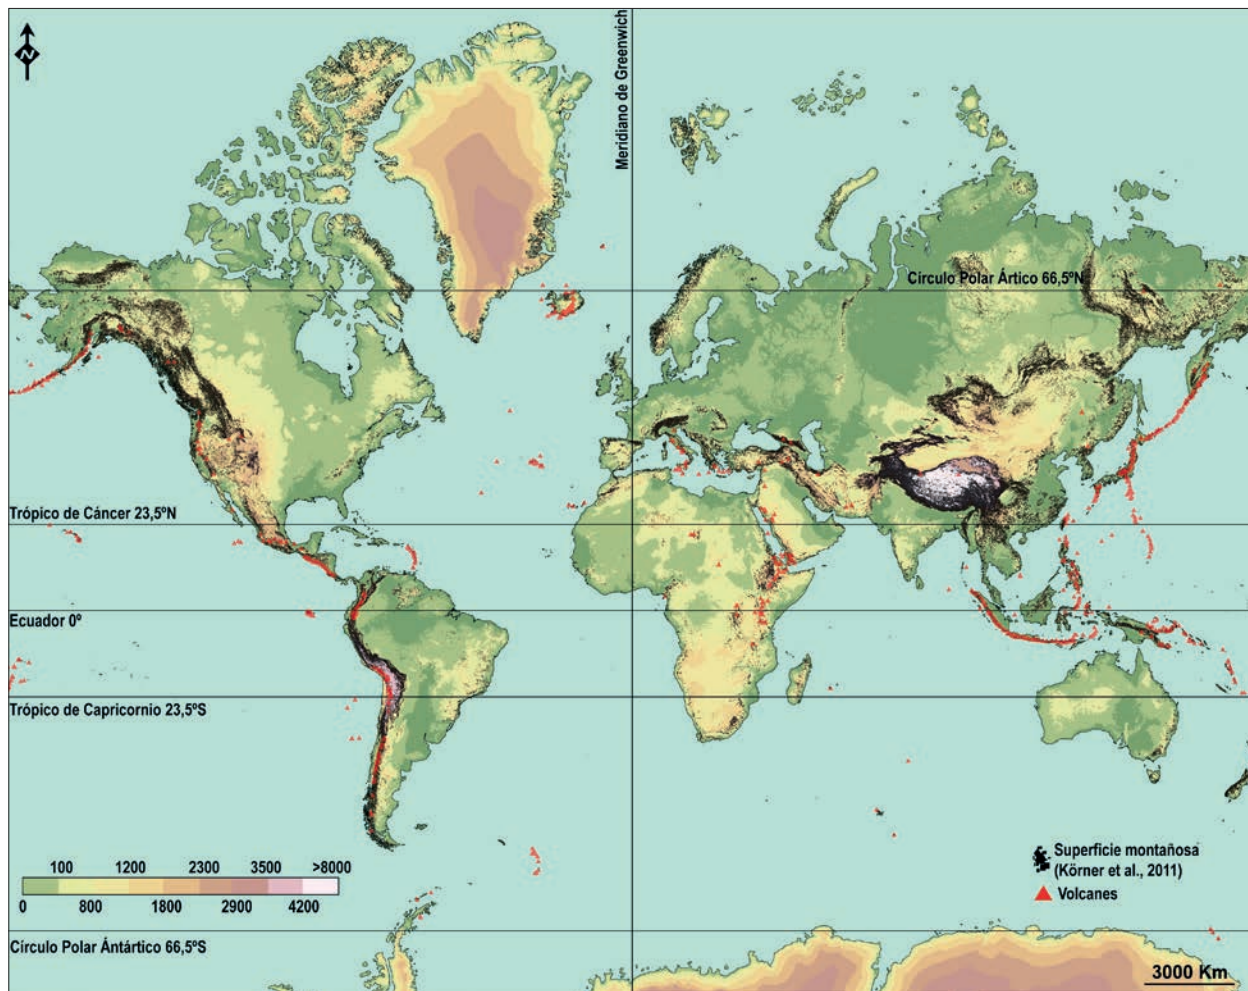 N
Meridiano de Greenwich
Círculo Polar Ártico 66,5ºN
Trópico de Cáncer 23,5ºN
Ecuador 0º
Trópico de Capricornio 23,5ºS
100 1200 2300 3500 >8000
0 800 1800 2900 4200
Superficie montañosa
(Körner et al., 2011)
Volcanes
Círculo Polar Ántártico 66,5ºS
3000 Km